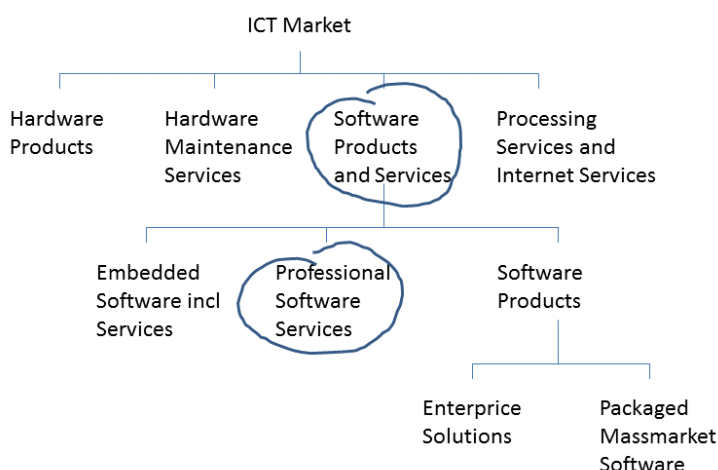 ICT Market
Hardware
Products
Hardware
Maintenance
Services
Software
Products
and Services
Processing
Services and
Internet Services
Embedded
Software incl
Services
Professional
Software
Services
Software
Products
Enterprice
Solutions
Packaged
Massmarket
Software